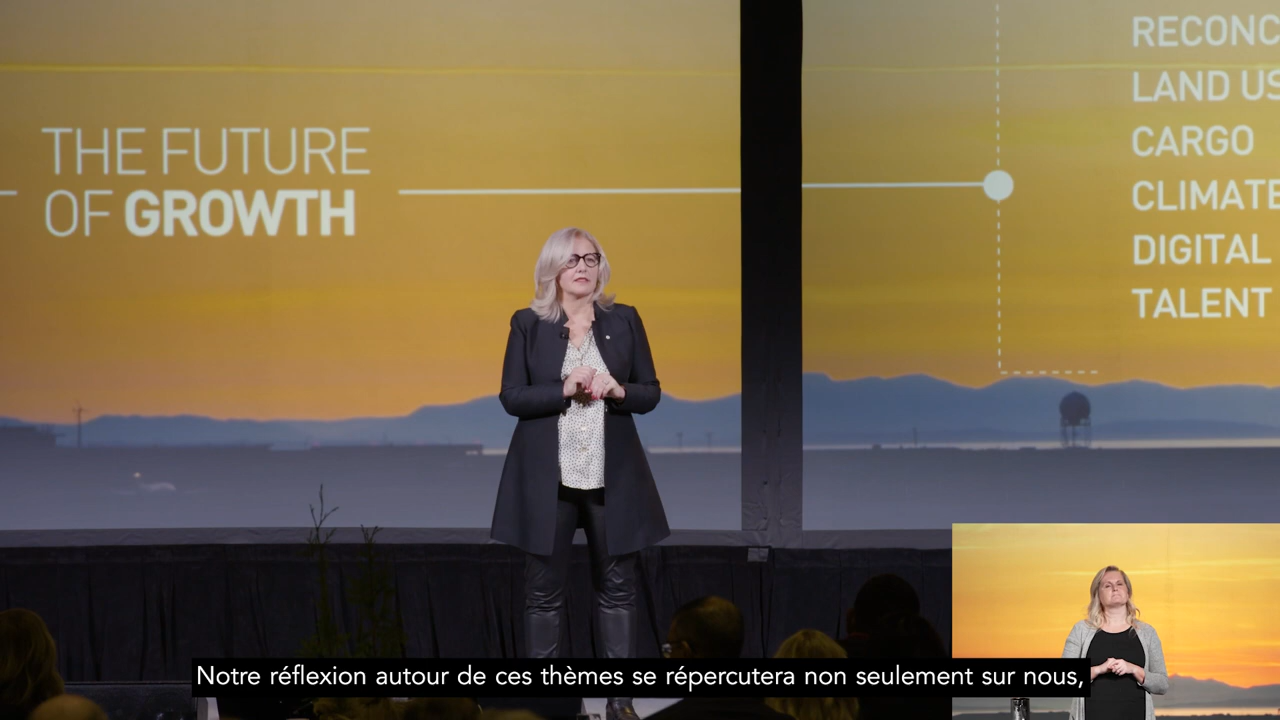 THE FUTURE
OF GROWTH
RECONC
LAND US
CARGO
CLIMATE
DIGITAL
TALENT
Notre réflexion autour de ces thèmes se répercutera non seulement sur nous,